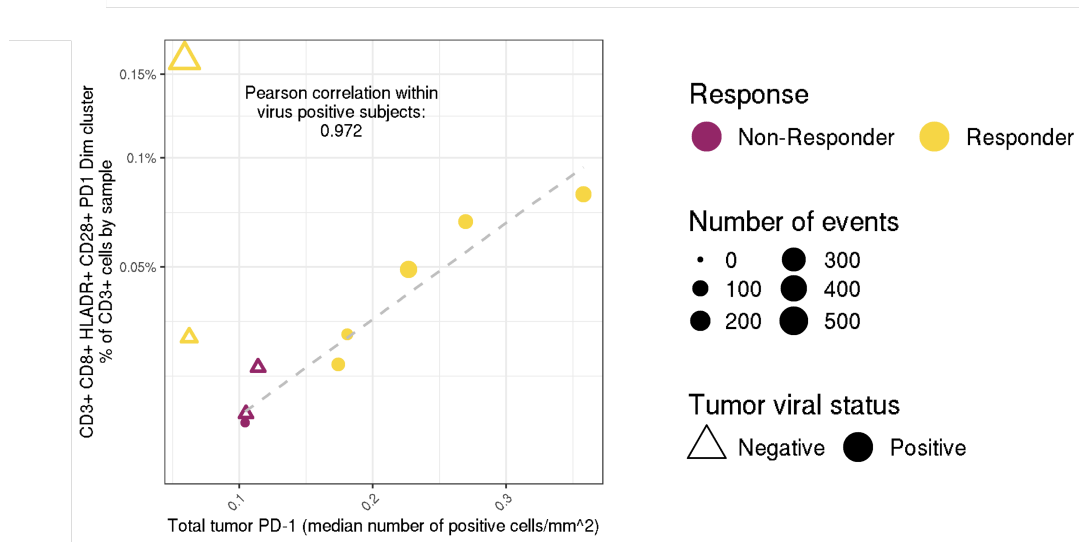 CD3+ CD8+ HLADR+ CD28+ PD1 Dim cluster
% of CD3+ cells by sample
0.15%
0.1%
0.05%
Pearson correlation within
virus positive subjects:
0.972
0.1
0.2
0.3
Total tumor PD-1 (median number of positive cells/mm^2)
Response
Non-Responder Responder
Number of events
0 300
100 400
200 500
Tumor viral status
Negative Positive